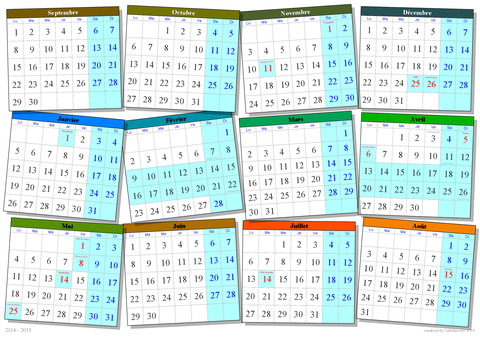 Septembre
Lu Ma Me Je Ve Sa Di
1 2 3 4 5 6 7
8 9 10 11 12 13 14
15 16 17 18 19 20 21
22 23 24 25 26 27 28
29 30
Octobre
Lu Ma Me Je Ve Sa Di
1 2 3 4 5
6 7 8 9 10 11 12
13 14 15 16 17 18 19
20 21 22 23 24 25 26
27 28 29 30 31
Novembre
Lu Ma Me Je Ve Sa Di
1 2
3 4 5 6 7 8 9
10 11 12 13 14 15 16
17 18 19 20 21 22 23
24 25 26 27 28 29 30
Décembre
Lu Ma Me Je Ve Sa Di
1 2 3 4 5 6 7
8 9 10 11 12 13 14
15 16 17 18 19 20 21
22 23 24 25 26 27 28
29 30 31
Janvier
Lu Ma Me Je Ve Sa Di
1 2 3 4
5 6 7 8 9 10 11
12 13 14 15 16 17 18
19 20 21 22 23 24 25
26 27 28 29 30 31
Février
Lu Ma Me Je Ve Sa Di
1
2 3 4 5 6 7 8
9 10 11 12 13 14 15
16 17 18 19 20 21 22
23 24 25 26 27 28
Mars
Lu Ma Me Je Ve Sa Di
1
2 3 4 5 6 7 8
9 10 11 12 13 14 15
16 17 18 19 20 21 22
23 24 25 26 27 28 29
30 31
Avril
Lu Ma Me Je Ve Sa Di
1 2 3 4 5
6 7 8 9 10 11 12
13 14 15 16 17 18 19
20 21 22 23 24 25 26
27 28 29 30
Mai
Lu Ma Me Je Ve Sa Di
1 2 3
4 5 6 7 8 9 10
11 12 13 14 15 16 17
18 19 20 21 22 23 24
25 26 27 28 29 30 31
Juin
Lu Ma Me Je Ve Sa Di
1 2 3 4 5 6 7
8 9 10 11 12 13 14
15 16 17 18 19 20 21
22 23 24 25 26 27 28
29 30
Juillet
Lu Ma Me Je Ve Sa Di
1 2 3 4 5
6 7 8 9 10 11 12
13 14 15 16 17 18 19
20 21 22 23 24 25 26
27 28 29 30 31
Août
Lu Ma Me Je Ve Sa Di
1 2
3 4 5 6 7 8 9
10 11 12 13 14 15 16
17 18 19 20 21 22 23
24 25 26 27 28 29 30
31
2014 - 2015